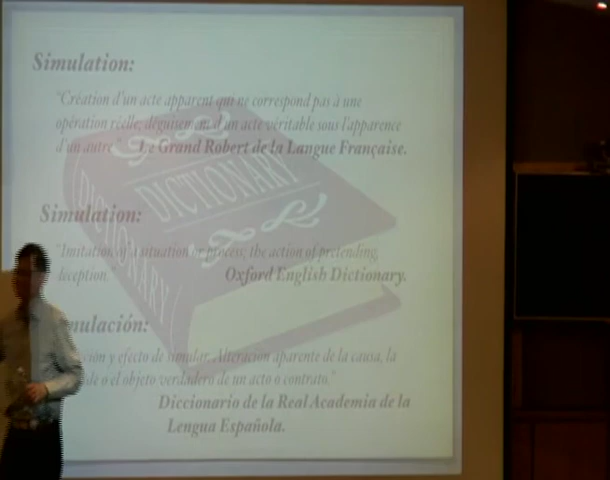 Simulation:
"Création d'un acte apparent qui ne correspond pas à une
opération réelle; déguisement d'un acte véritable sous l'apparence
d'un autre." Le Grand Robert de la Langue Française.
DICTIONARY
DICTIONARY
Simulation:
"Imitation of a situation or process; the action of pretending,
deception." Oxford English Dictionary.
mulación:
ción y efecto de simular. Alteración aparente de la causa, la
de o el objeto verdadero de un acto o contrato."
Diccionario de la Real Academia de la
Lengua Española.